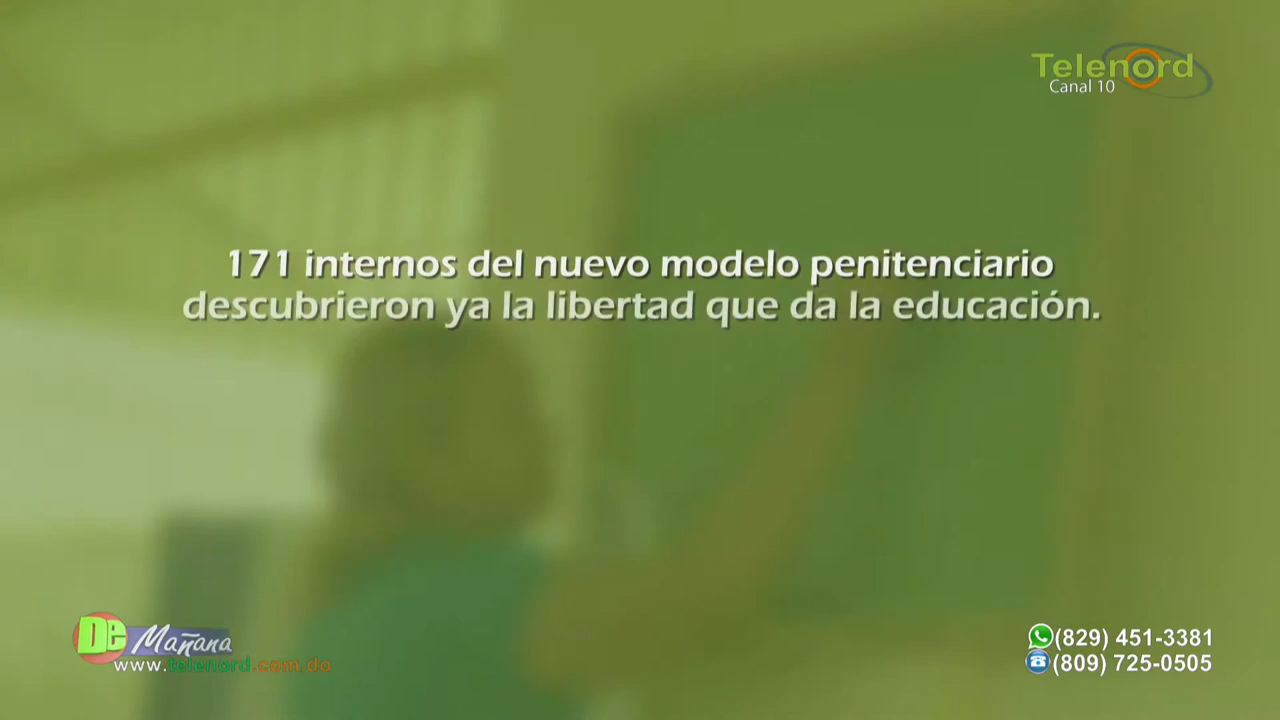 Telenord
Canal 10
171 internos del nuevo modelo penitenciario
descubrieron ya la libertad que da la educación.
De Mañana
www.telenord.com.do
(829) 451-3381
(809) 725-0505